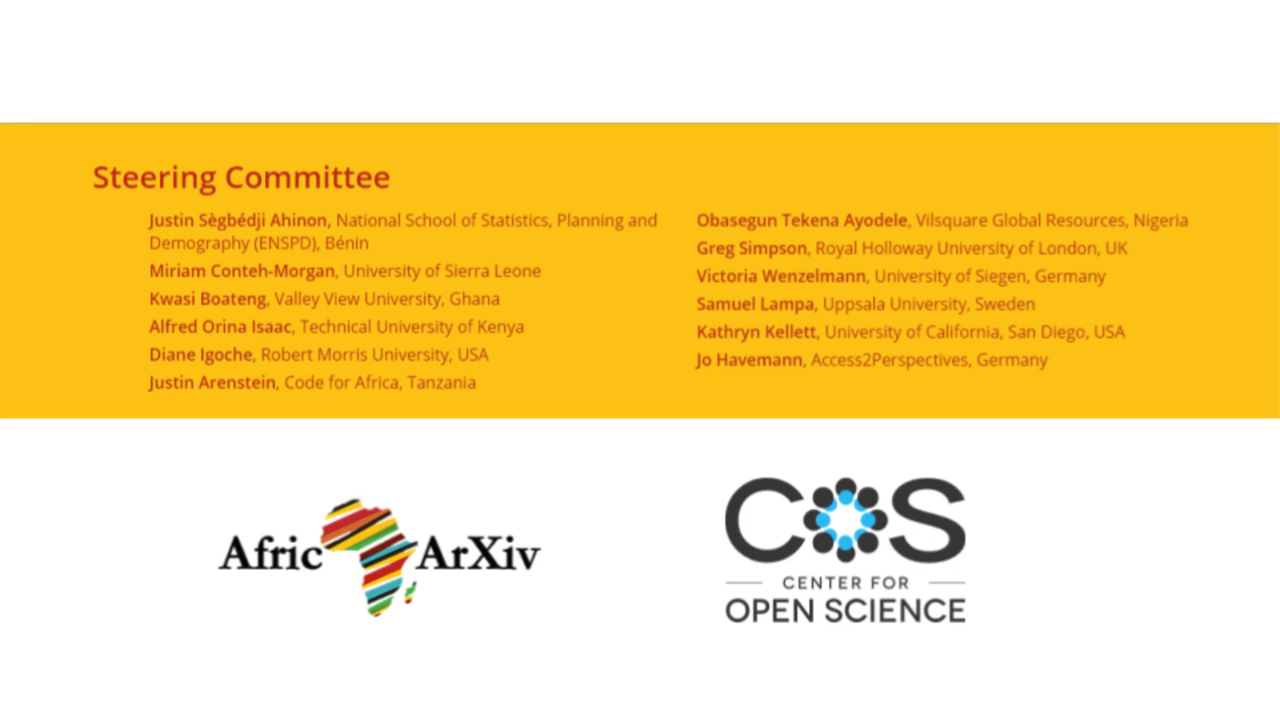 Steering Committee
Justin Sègbédji Ahinon, National School of Statistics, Planning and
Demography (ENSPD), Bénin
Miriam Conteh-Morgan, University of Sierra Leone
Kwasi Boateng, Valley View University, Ghana
Alfred Orina Isaac, Technical University of Kenya
Diane Igoche, Robert Morris University, USA
Justin Arenstein, Code for Africa, Tanzania
Obasegun Tekena Ayodele, Vilsquare Global Resources, Nigeria
Greg Simpson, Royal Holloway University of London, UK
Victoria Wenzelmann, University of Siegen, Germany
Samuel Lampa, Uppsala University, Sweden
Kathryn Kellett, University of California, San Diego, USA
Jo Havemann, Access2Perspectives, Germany
Afric ArXiv
COS
CENTER FOR
OPEN SCIENCE